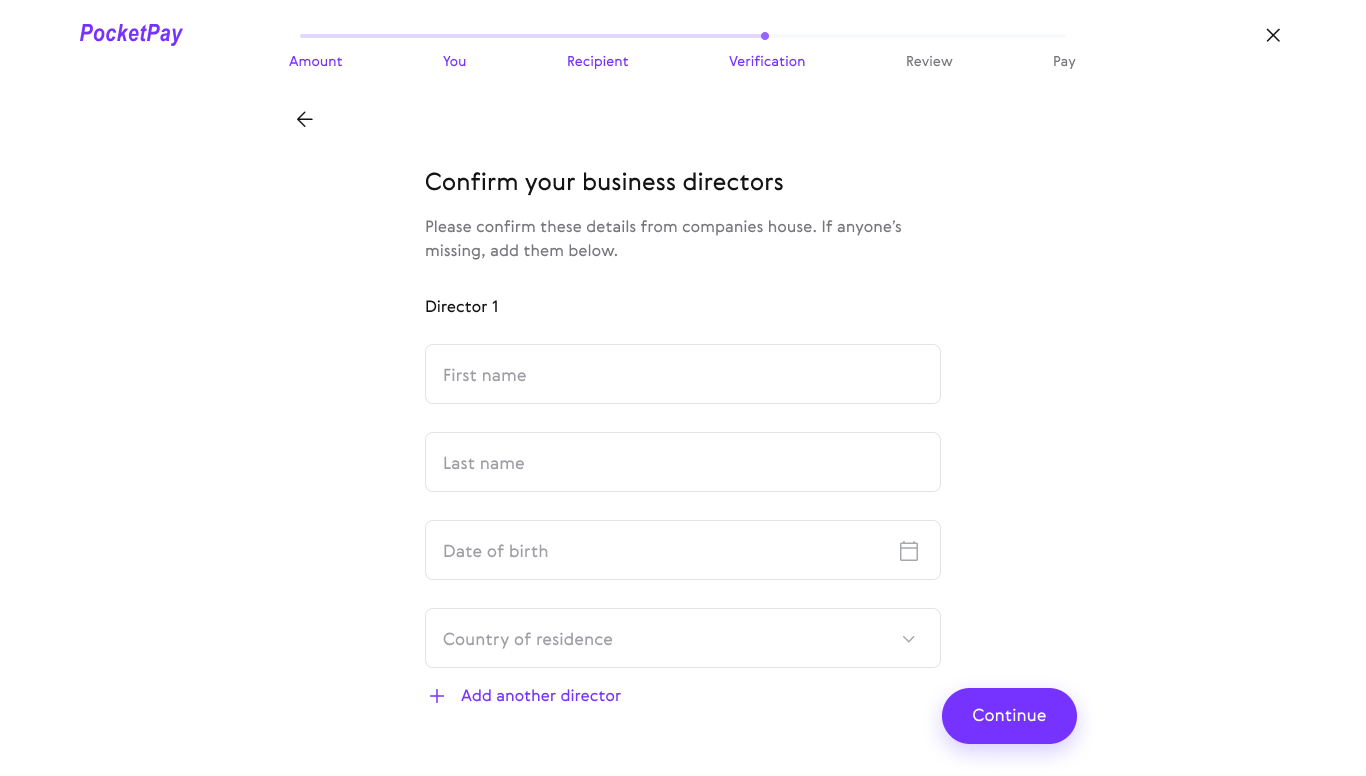 PocketPay
Amount
You
Recipient
Verification
Review
Pay
Confirm your business directors
Please confirm these details from companies house. If anyone's
missing, add them below.
Director 1
First name
Last name
Date of birth
Country of residence
Add another director
Continue